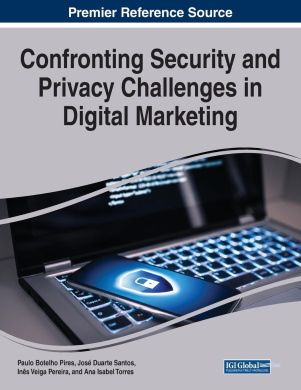 Premier Reference Source
Confronting Security and
Privacy Challenges in
Digital Marketing
Paulo Botelho Pires, José Duarte Santos,
Inês Veiga Pereira, and Ana Isabel Torres
IGI Global